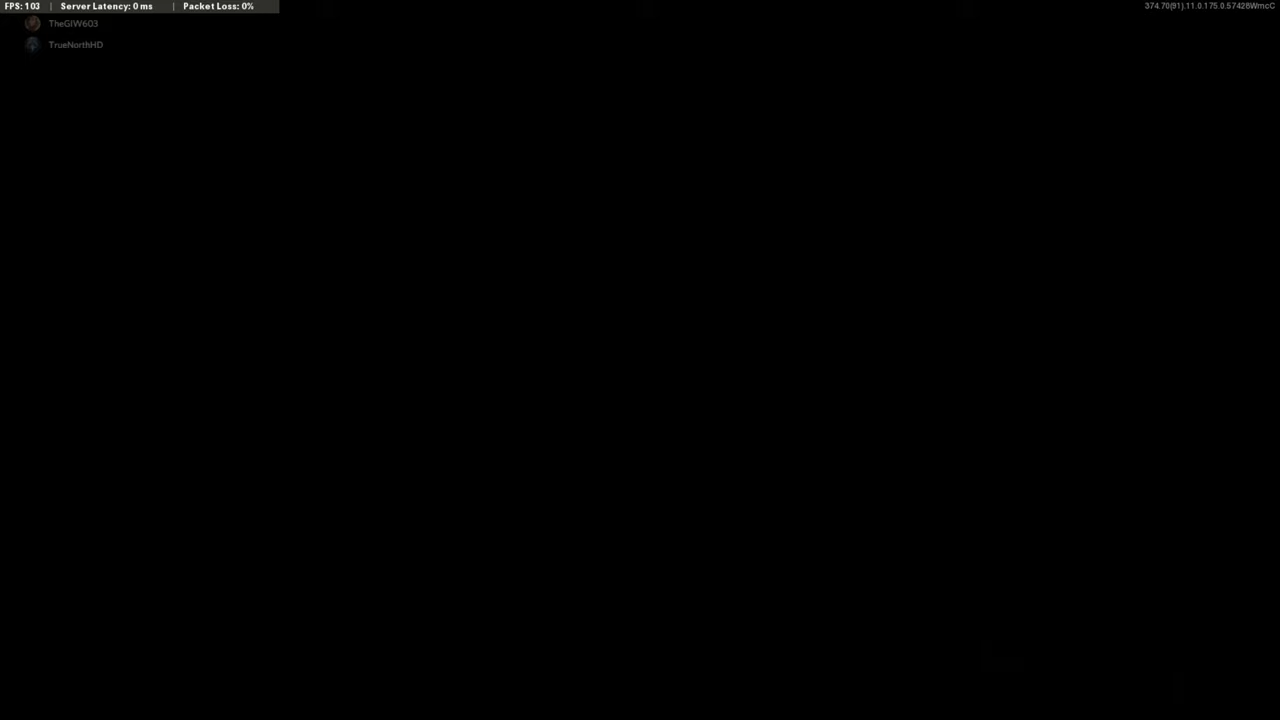 FPS: 103 | Server Latency: 0 ms | Packet Loss: 0%
374.70(91).11.0.175.0.57428WmcC
TheGIW603
TrueNorthHD